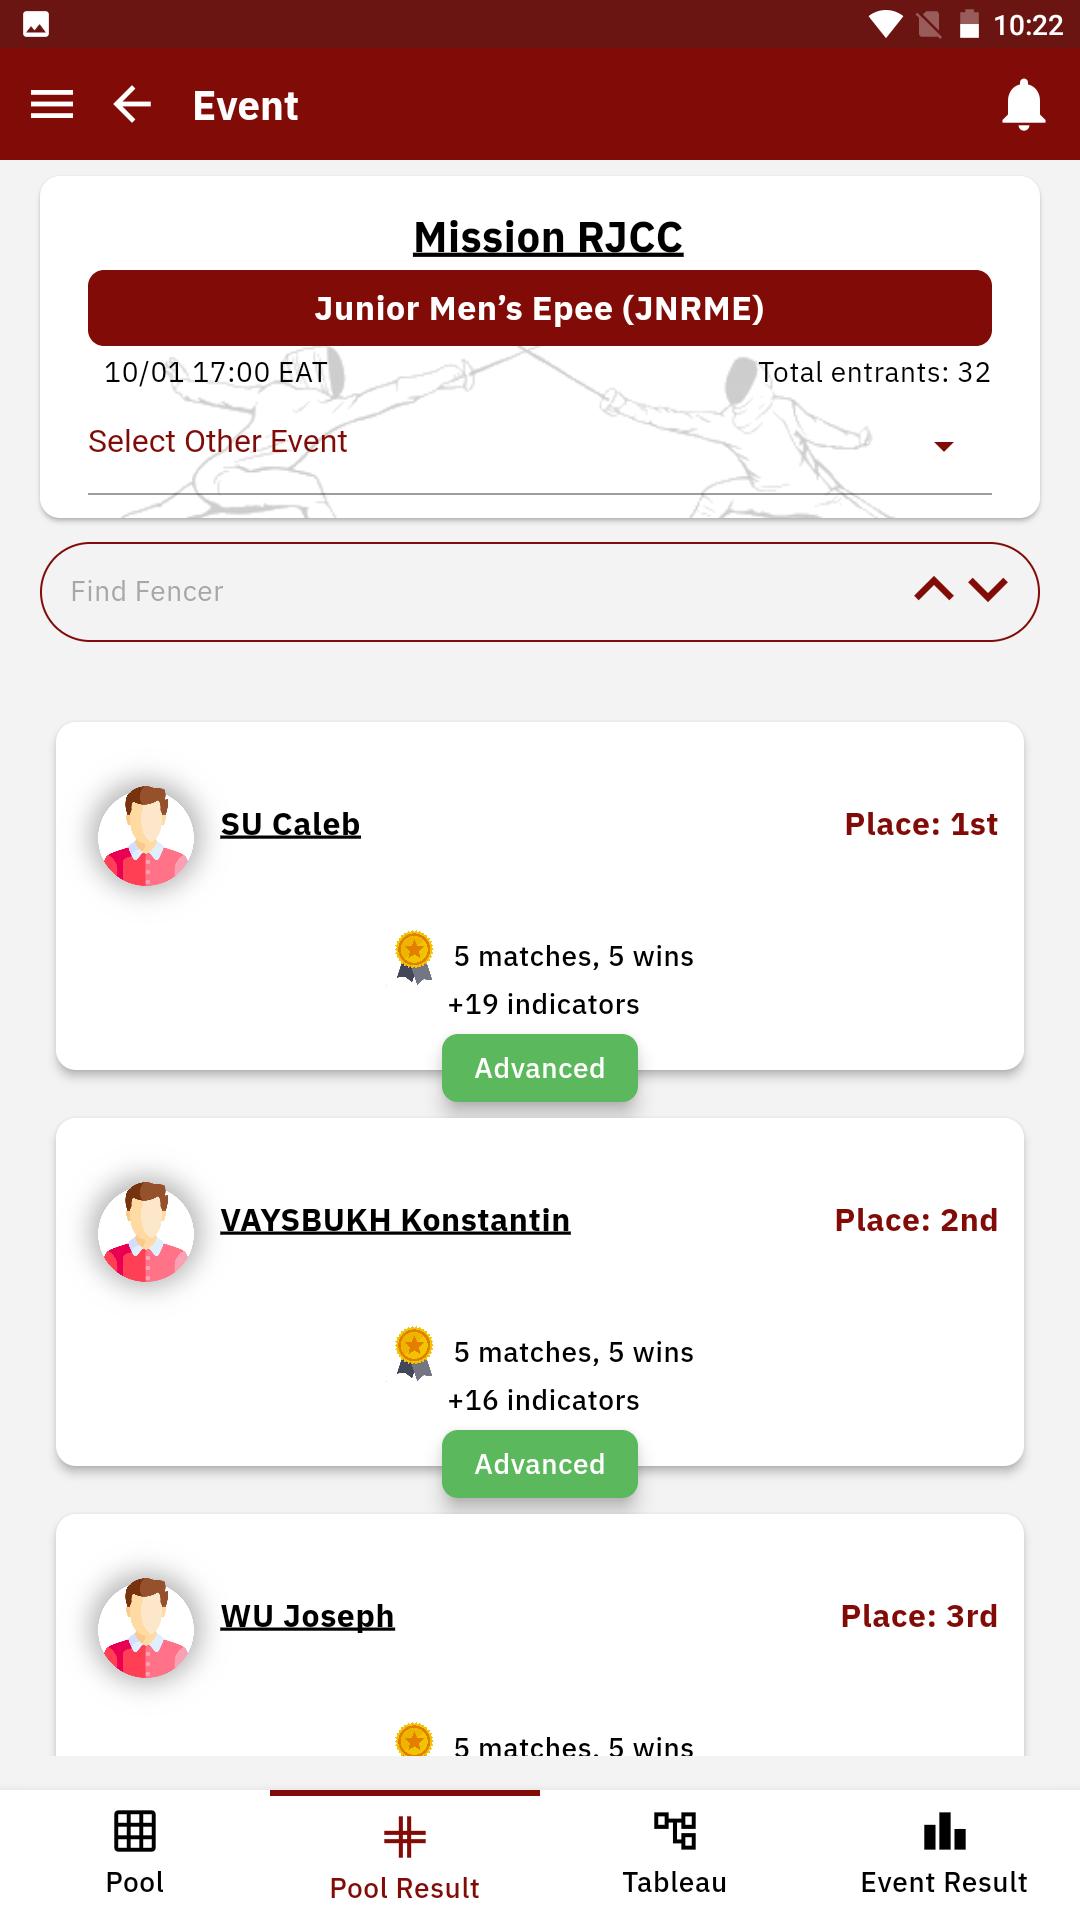 10:22
Event
Mission RJCC
Junior Men’s Epee (JNRME)
10/01 17:00 EAT
Total entrants: 32
Select Other Event
Find Fencer
SU Caleb
Place: 1st
5 matches, 5 wins
+19 indicators
Advanced
VAYSBUKH Konstantin
Place: 2nd
5 matches, 5 wins
+16 indicators
Advanced
WU Joseph
Place: 3rd
5 matches, 5 wins
Pool
Pool Result
Tableau
Event Result